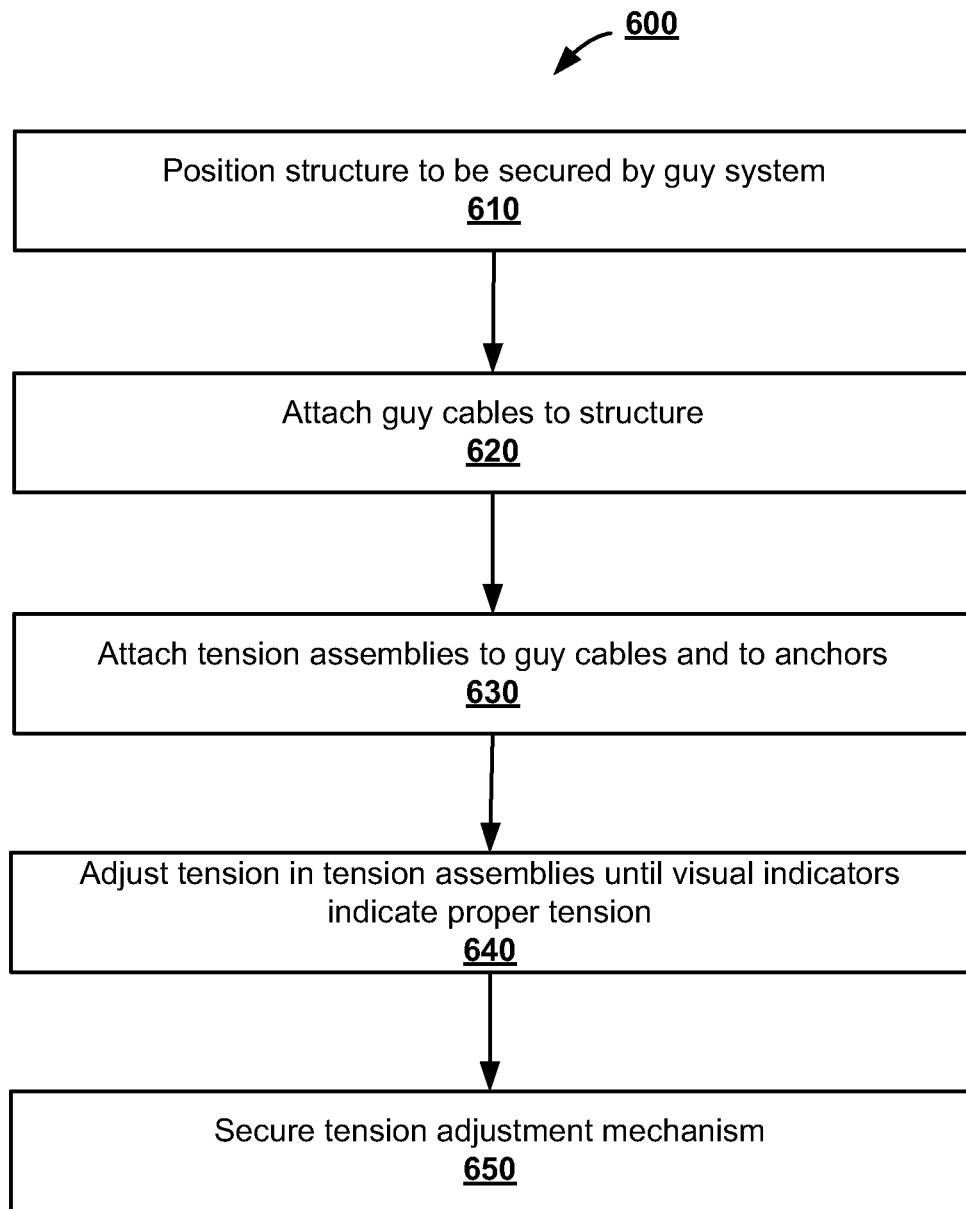 600
Position structure to be secured by guy system
610
Attach guy cables to structure
620
Attach tension assemblies to guy cables and to anchors
630
Adjust tension in tension assemblies until visual indicators
indicate proper tension
640
Secure tension adjustment mechanism
650